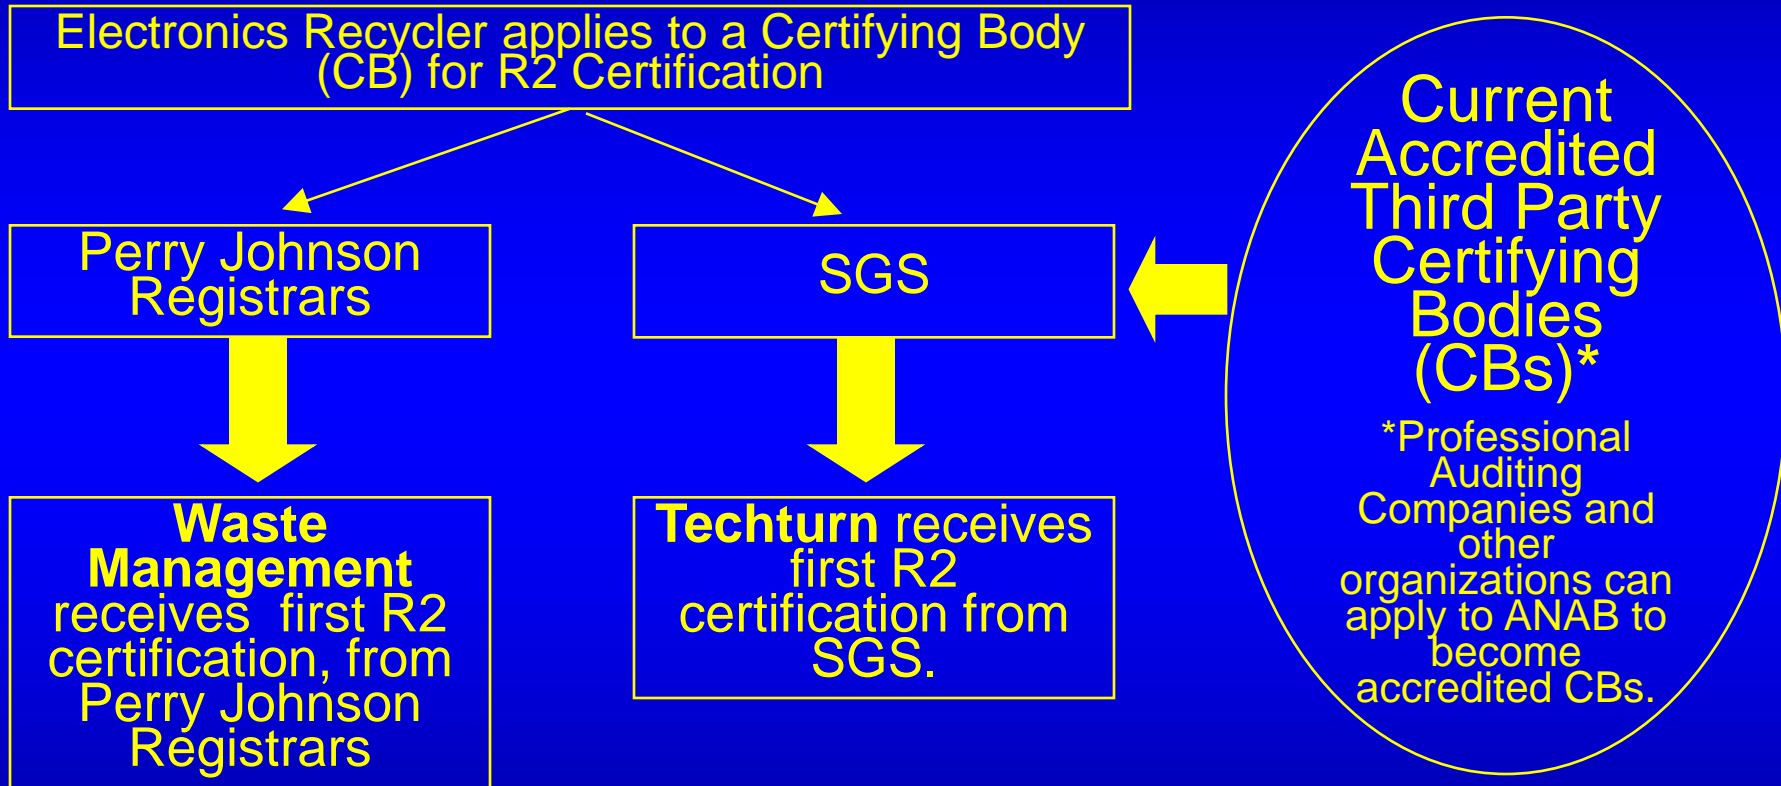 Electronics Recycler applies to a Certifying Body
(CB) for R2 Certification
Perry Johnson
Registrars
SGS
Waste
Management
receives first R2
certification, from
Perry Johnson
Registrars
Techturn receives
first R2
certification from
SGS.
Current
Accredited
Third Party
Certifying
Bodies
(CBs)*
*Professional
Auditing
Companies and
other
organizations can
apply to ANAB to
become
accredited CBs.